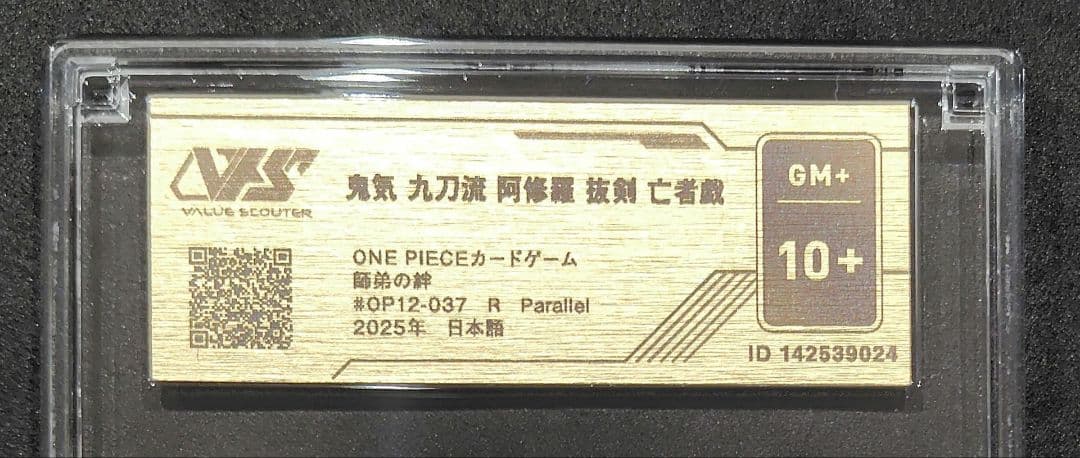 VS
VALUE SCOUTER
鬼気 九刀流 阿修羅 抜剣 亡者戯
ONE PIECEカードゲーム
師弟の絆
#OP12-037 R Parallel
2025年 日本語
GM+
10+
ID 142539024